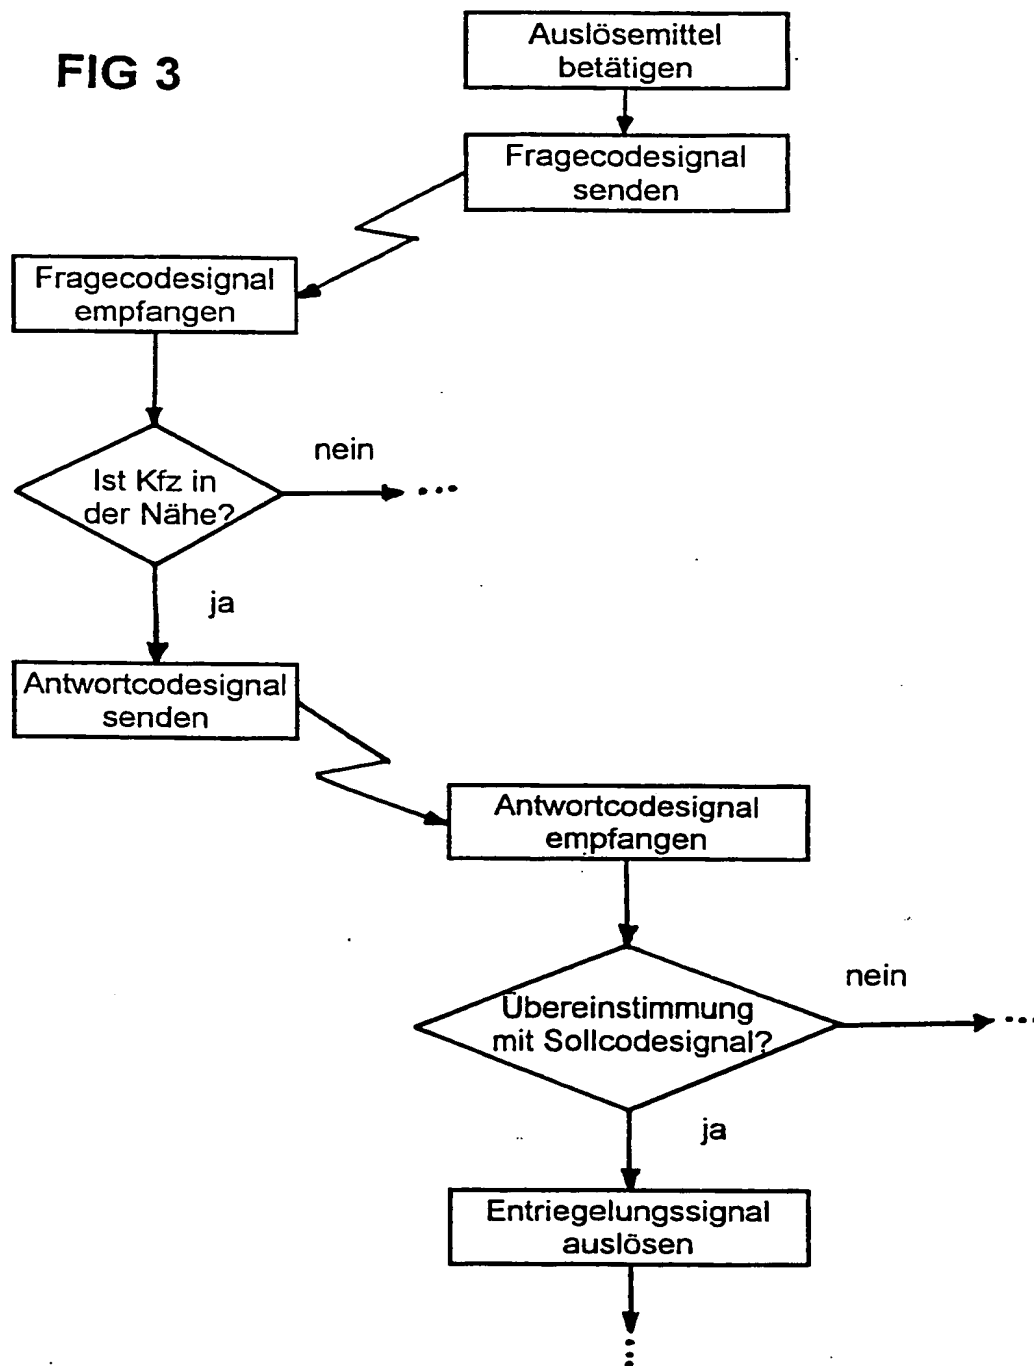 FIG 3
Auslösemittel
betätigen
Fragecodesignal
senden
Fragecodesignal
empfangen
nein
Ist Kfz in
der Nähe?
ja
Antwortcodesignal
senden
Antwortcodesignal
empfangen
nein
Übereinstimmung
mit Sollcodesignal?
ja
Entriegelungssignal
auslösen